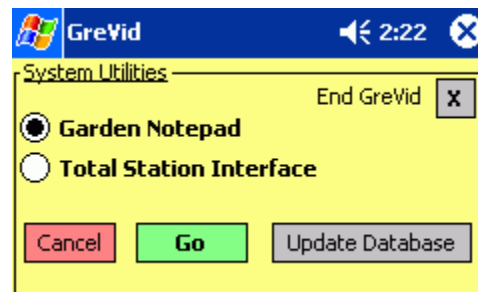 GreVid 2:22
System Utilities
End GreVid X
Garden Notepad
Total Station Interface
Cancel Go Update Database